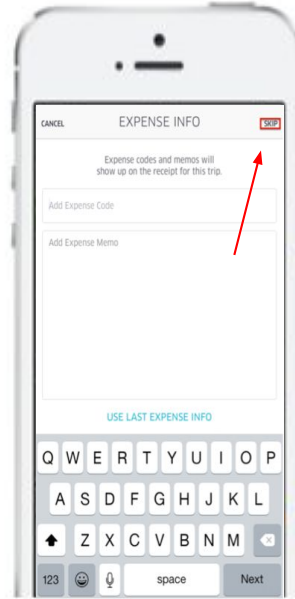 CANCEL EXPENSE INFO SKIP
Expense codes and memos will
show up on the receipt for this trip.
Add Expense Code
Add Expense Memo
USE LAST EXPENSE INFO
Q W E R T Y U I O P
A S D F G H J K L
Z X C V B N M
123 space Next